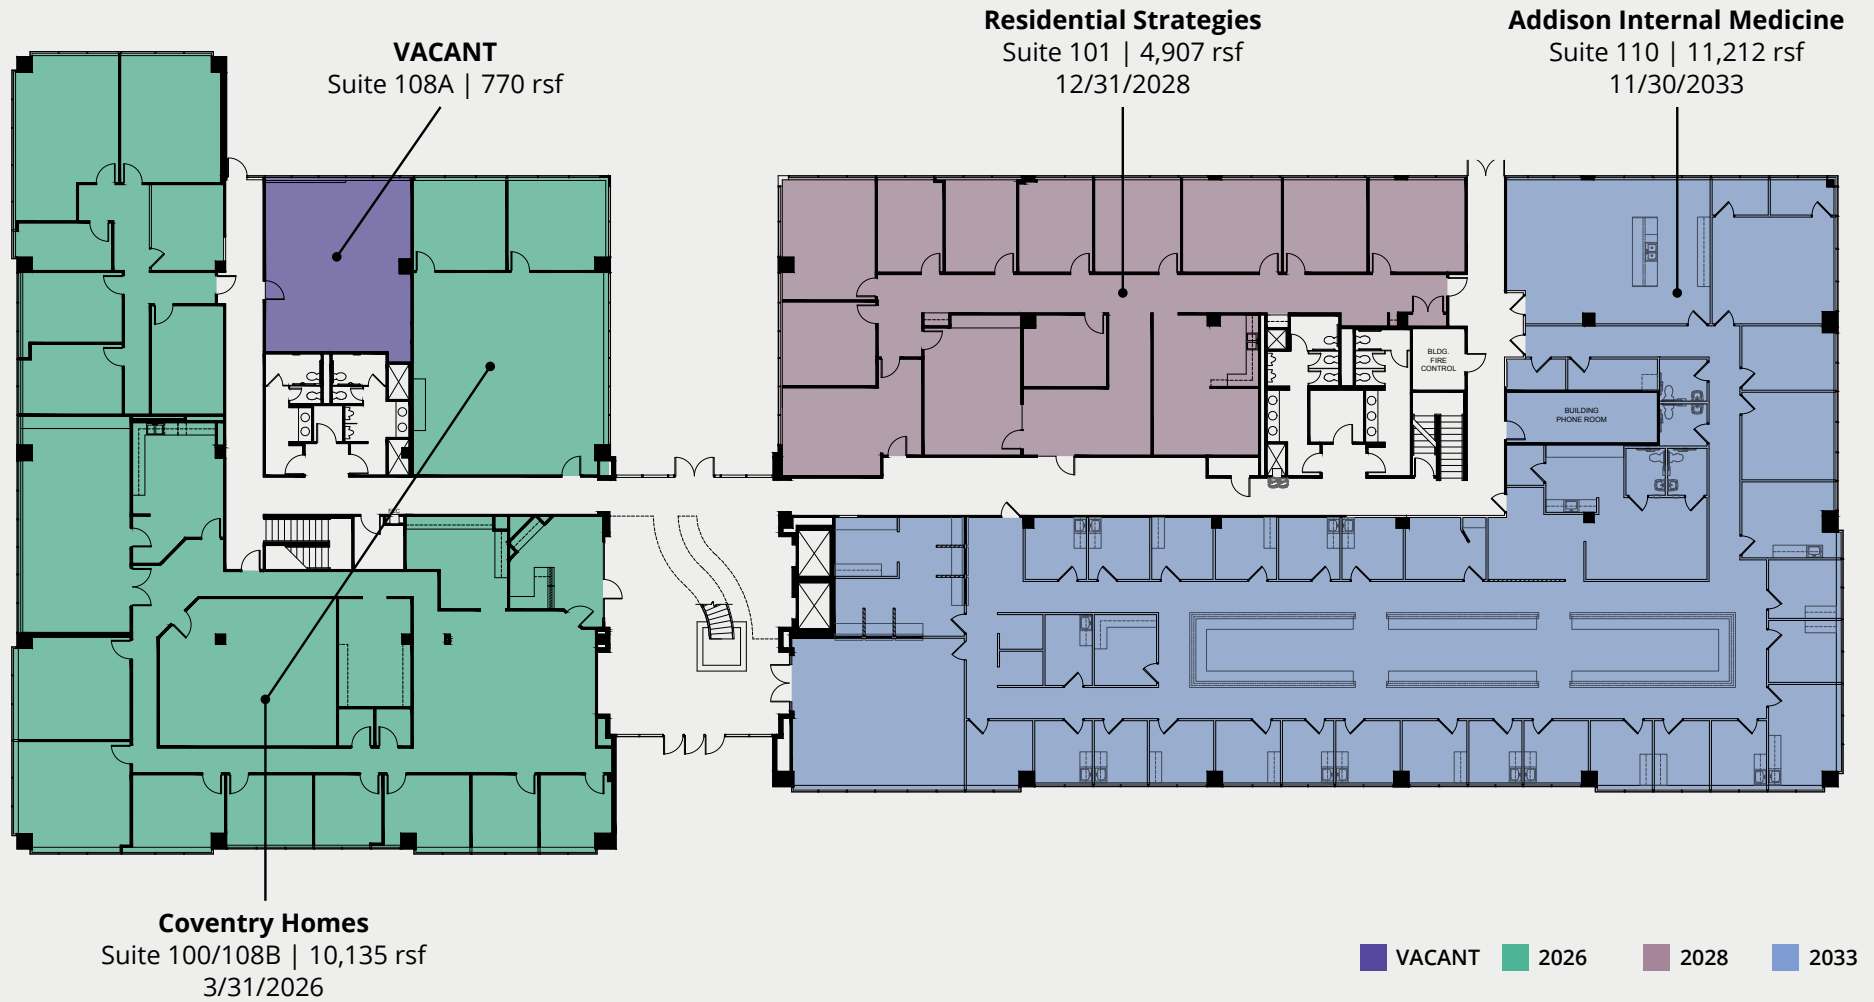 VACANT
Suite 108A | 770 rsf
Residential Strategies
Suite 101 | 4,907 rsf
12/31/2028
Addison Internal Medicine
Suite 110 | 11,212 rsf
11/30/2033
BLDG.
FIRE
CONTROL
BUILDING
PHONE ROOM
Coventry Homes
Suite 100/108B | 10,135 rsf
3/31/2026
VACANT
2026
2028
2033